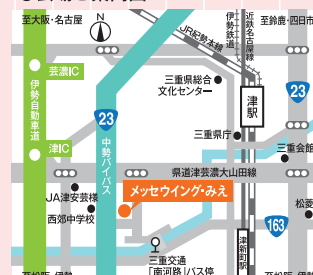 至大阪・名古屋
N
JR紀勢本線
伊勢鉄道
近鉄名古屋線
至鈴鹿・四日市
芸濃IC
三重県総合
文化センター
津駅
23
伊勢自動車道
23
中勢バイパス
三重県庁
三重会館
津IC
県道津芸濃大山田線
メッセウイング・みえ
JA津安芸様
西郊中学校
松菱
163
津新町駅
三重交通
「南河路」バス停